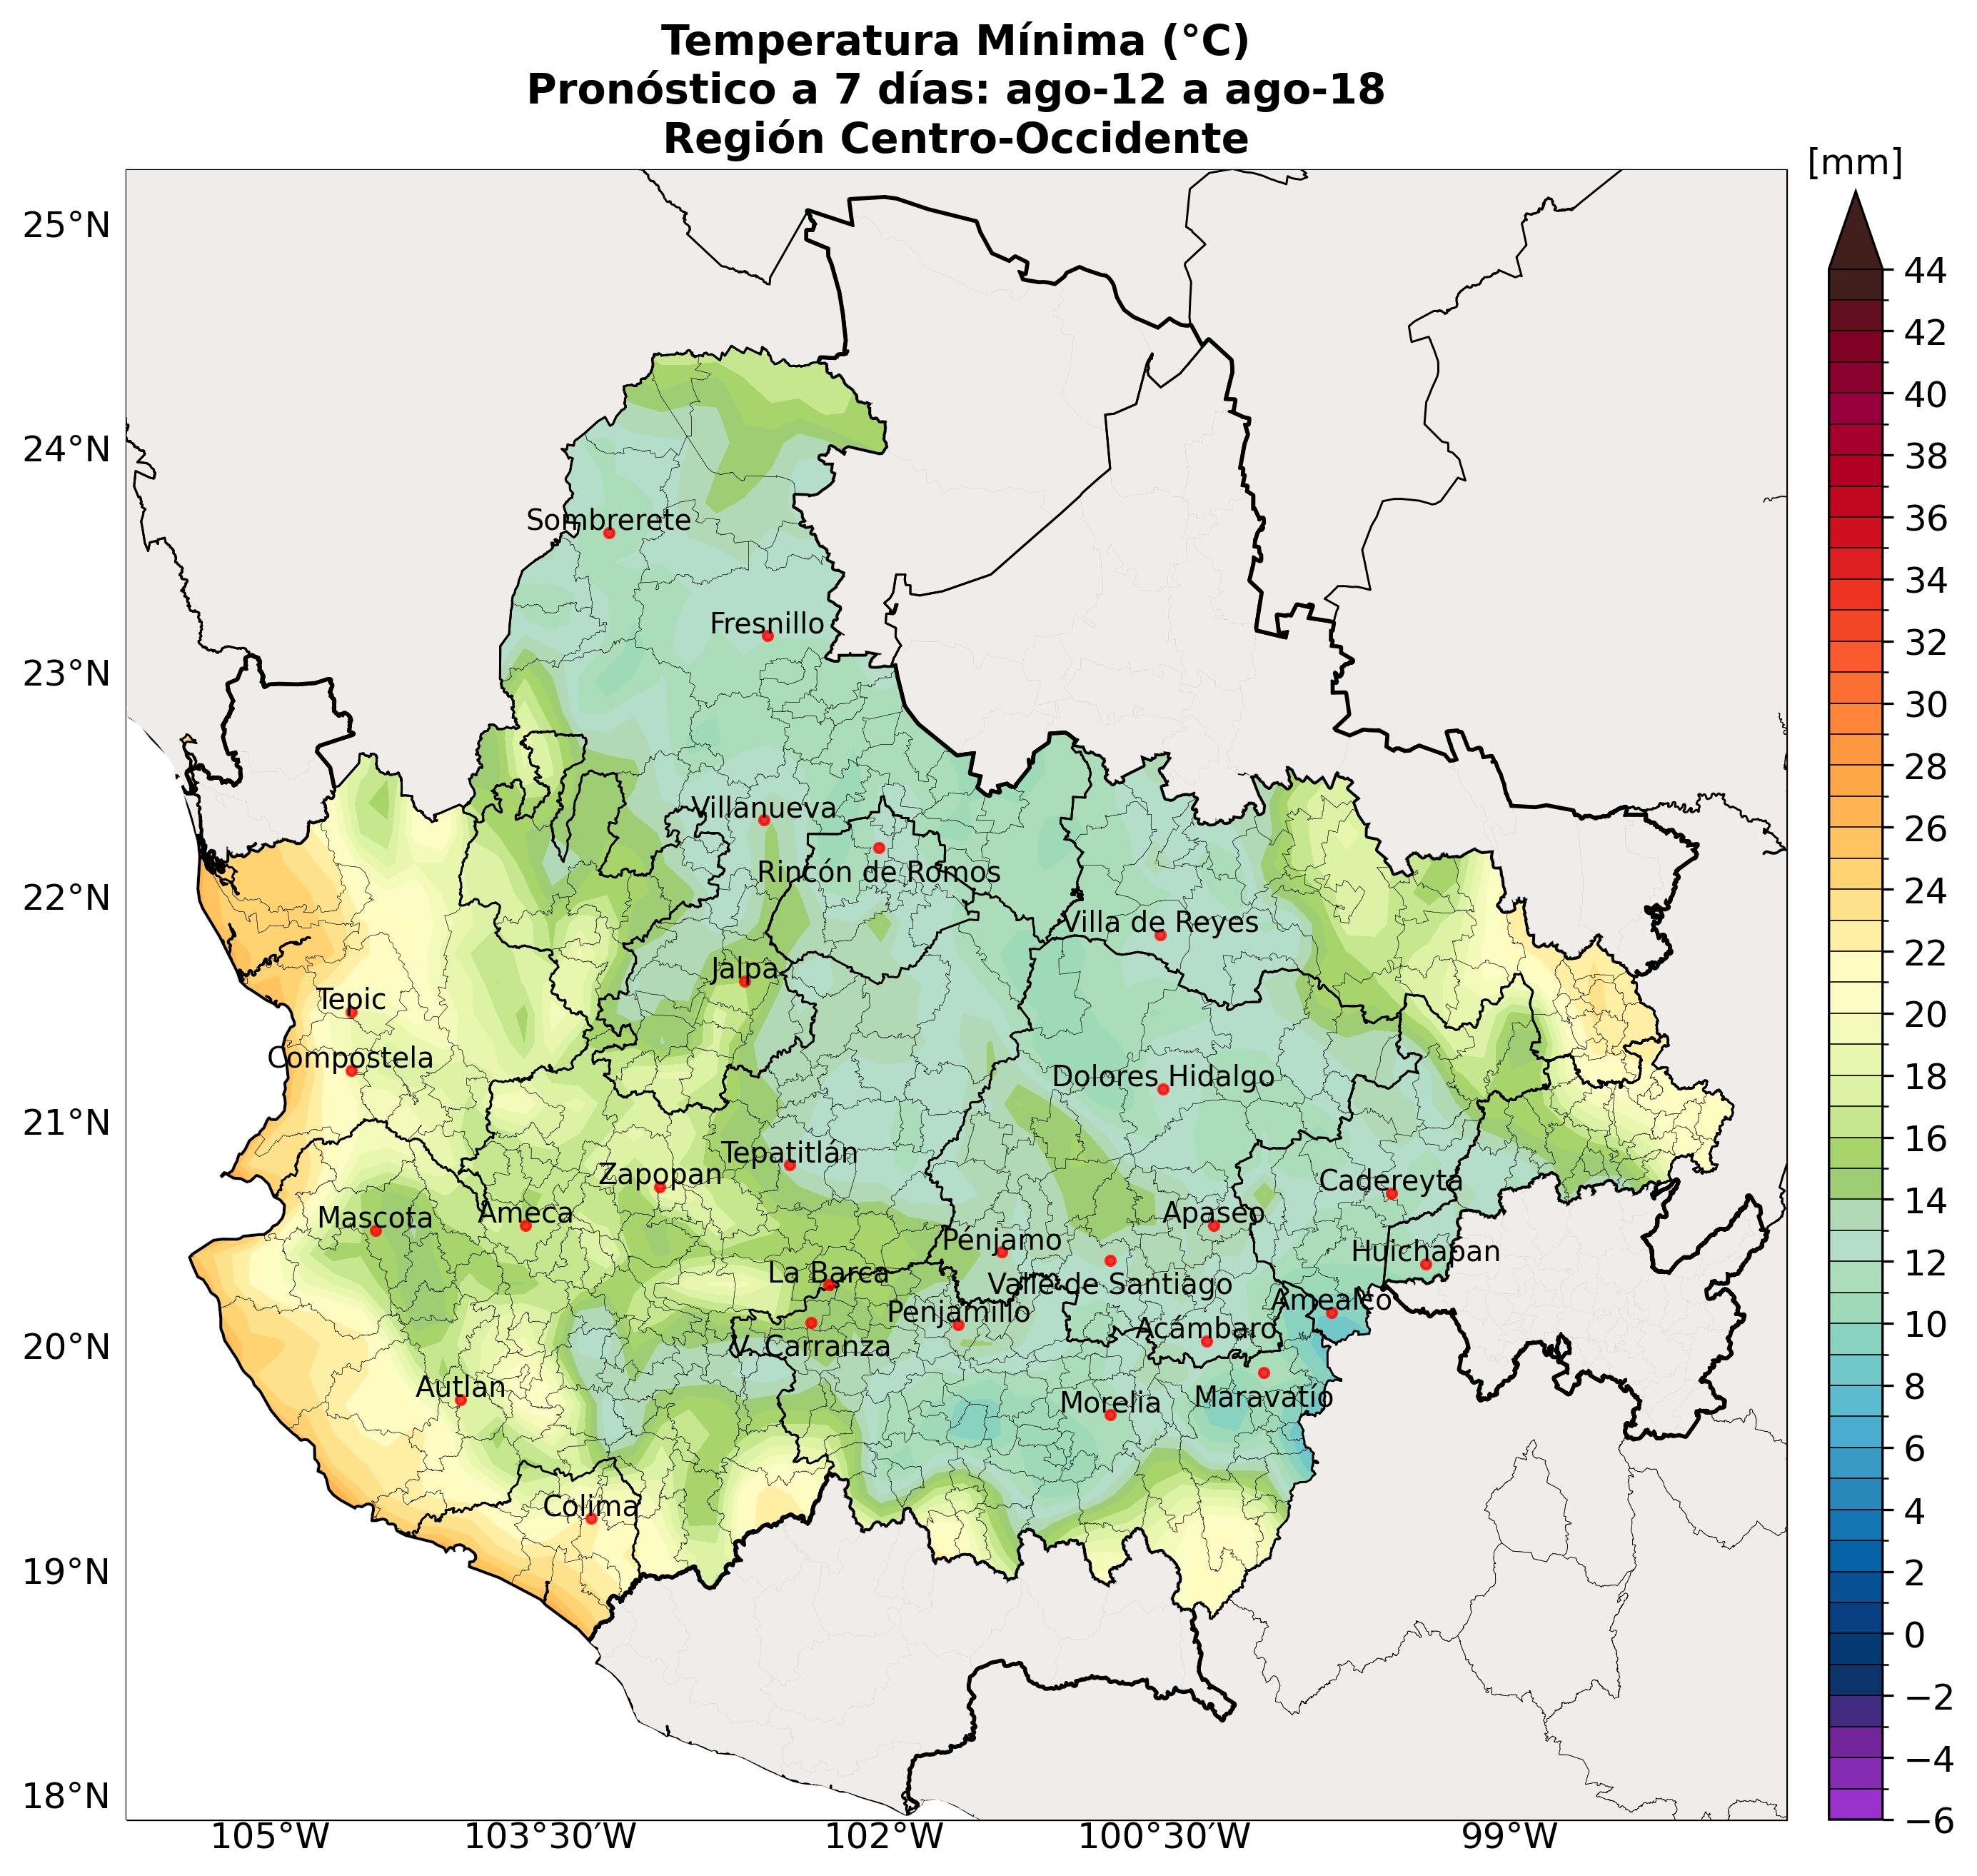 Temperatura Mínima (°C)
Pronóstico a 7 días: ago-12 a ago-18
Región Centro-Occidente
[mm]
25°N
24°N
23°N
22°N
21°N
20°N
19°N
18°N
Sombrerete
Fresnillo
Villanueva
Rincón de Romos
Villa de Reyes
Jalpa
Tepic
Compostela
Dolores Hidalgo
Tepatitlán
Zapopan
Cadereyta
Mascota
Ameca
Apaseo
Pénjamo
Huichapan
La Barca
Valle de Santiago
Amealco
Penjamillo
Acámbaro
V. Carranza
Autlan
Maravatío
Morelia
Colima
105°W
103°30′W
102°W
100°30′W
99°W
44
42
40
38
36
34
32
30
28
26
24
22
20
18
16
14
12
10
8
6
4
2
0
−2
−4
−6